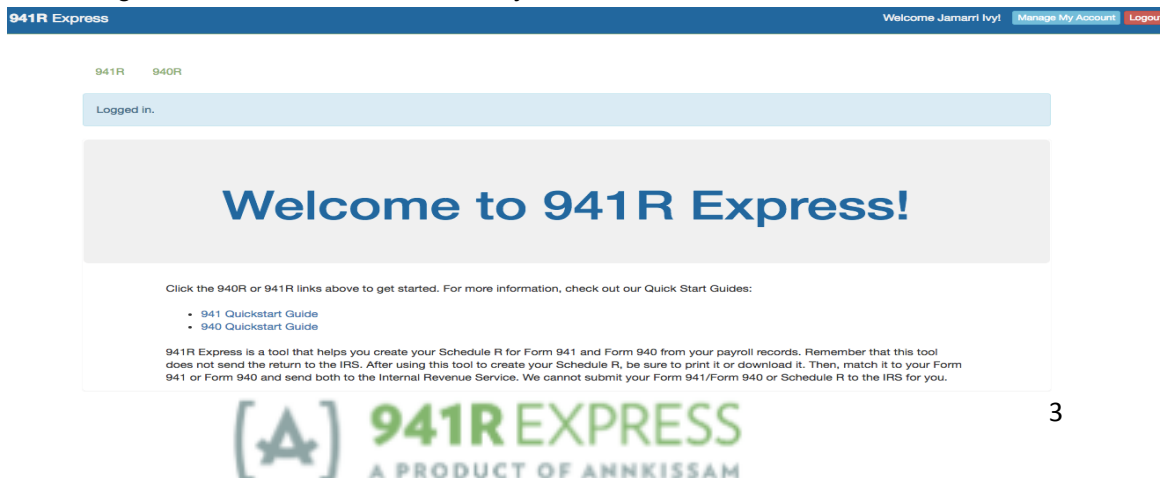 941R Express Welcome Jamarri Ivy! Manage My Account Logout
941R 940R
Logged in.
Welcome to 941R Express!
Click the 940R or 941R links above to get started. For more information, check out our Quick Start Guides:
• 941 Quickstart Guide
• 940 Quickstart Guide
941R Express is a tool that helps you create your Schedule R for Form 941 and Form 940 from your payroll records. Remember that this tool
does not send the return to the IRS. After using this tool to create your Schedule R, be sure to print it or download it. Then, match it to your Form
941 or Form 940 and send both to the Internal Revenue Service. We cannot submit your Form 941/Form 940 or Schedule R to the IRS for you.
3
(A) 941R EXPRESS
A PRODUCT OF ANNKISSAM